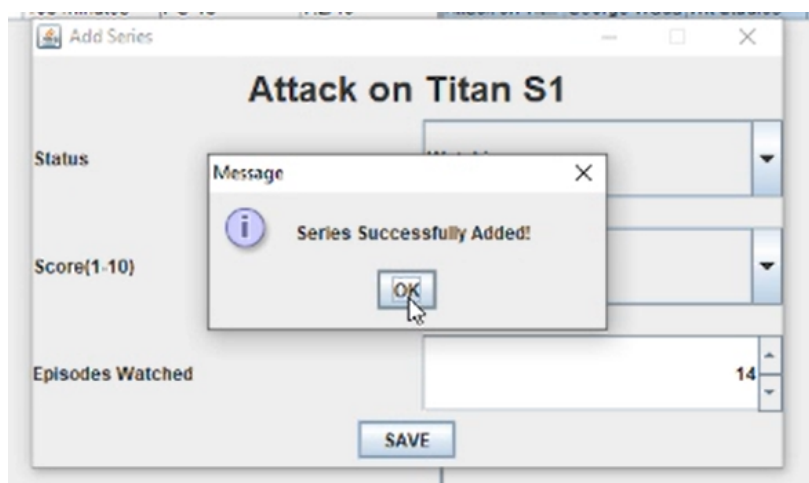 Add Series
Attack on Titan S1
Status
Message
Series Successfully Added!
Score(1-10)
OK
Episodes Watched
14
SAVE